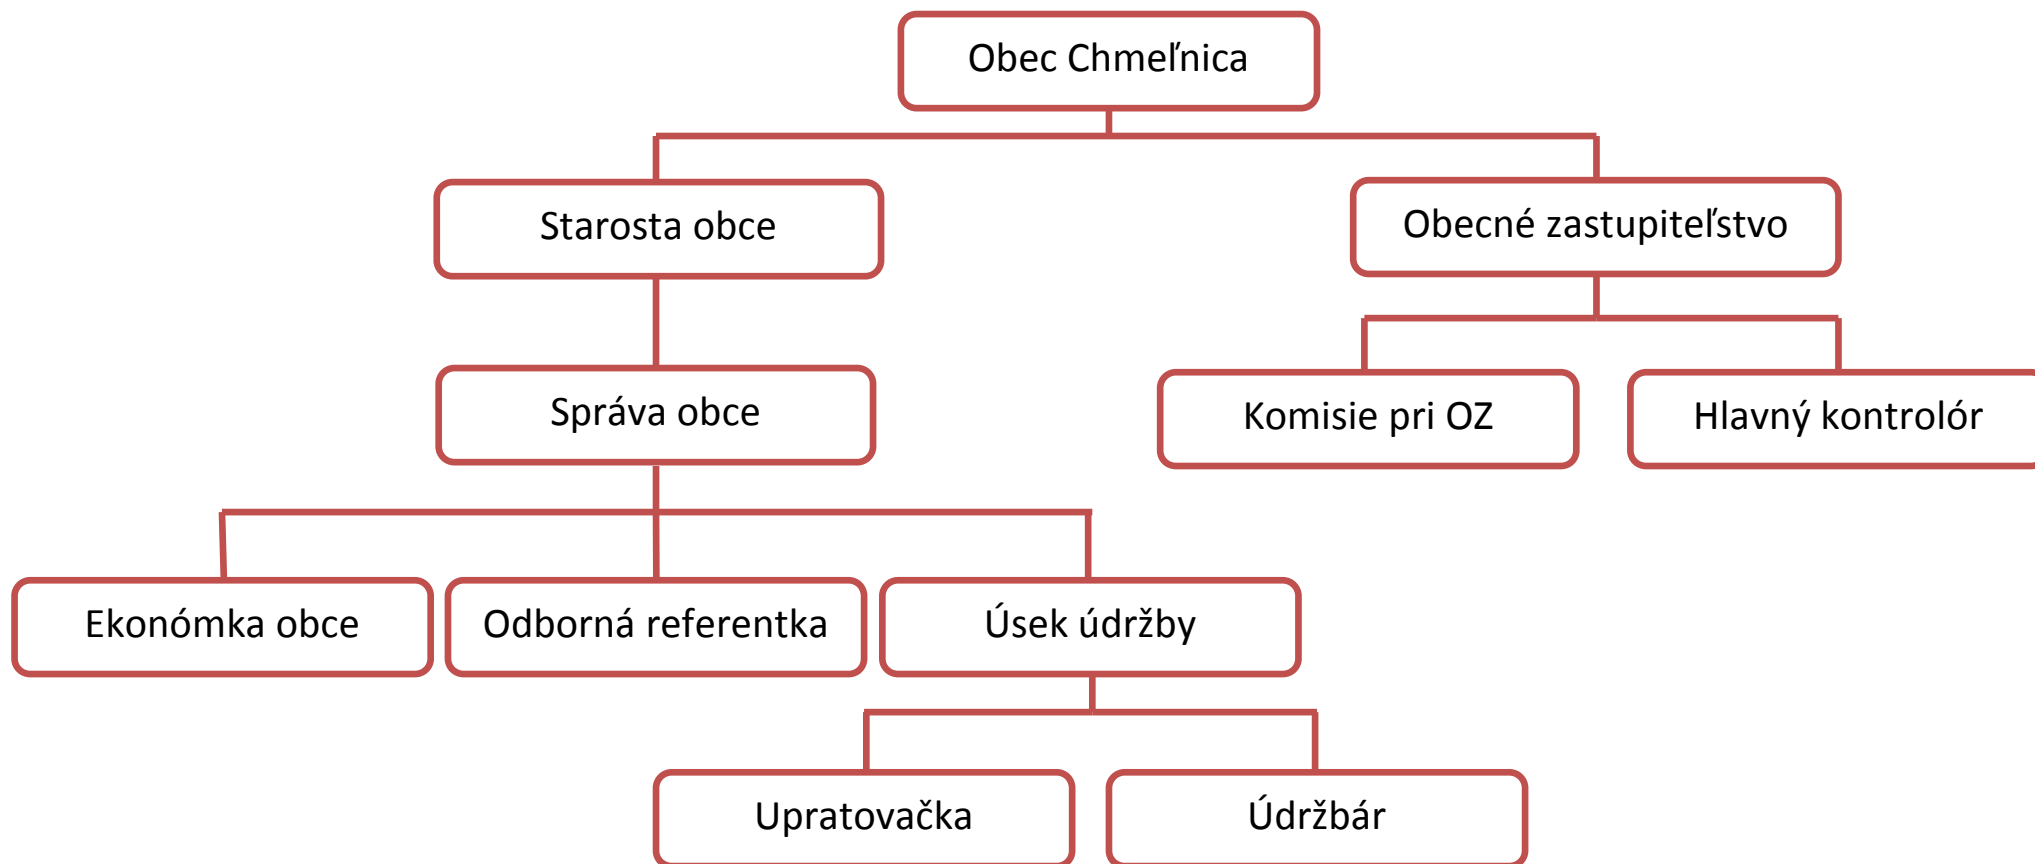 Obec Chmeľnica
Starosta obce
Obecné zastupiteľstvo
Správa obce
Komisie pri OZ
Hlavný kontrolór
Ekonómka obce
Odborná referentka
Úsek údržby
Upratovačka
Údržbár